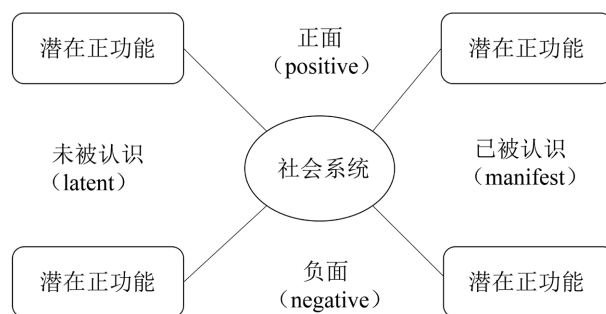 潜在正功能
正面
(positive)
潜在正功能
未被认识
(latent)
社会系统
已被认识
(manifest)
潜在正功能
负面
(negative)
潜在正功能